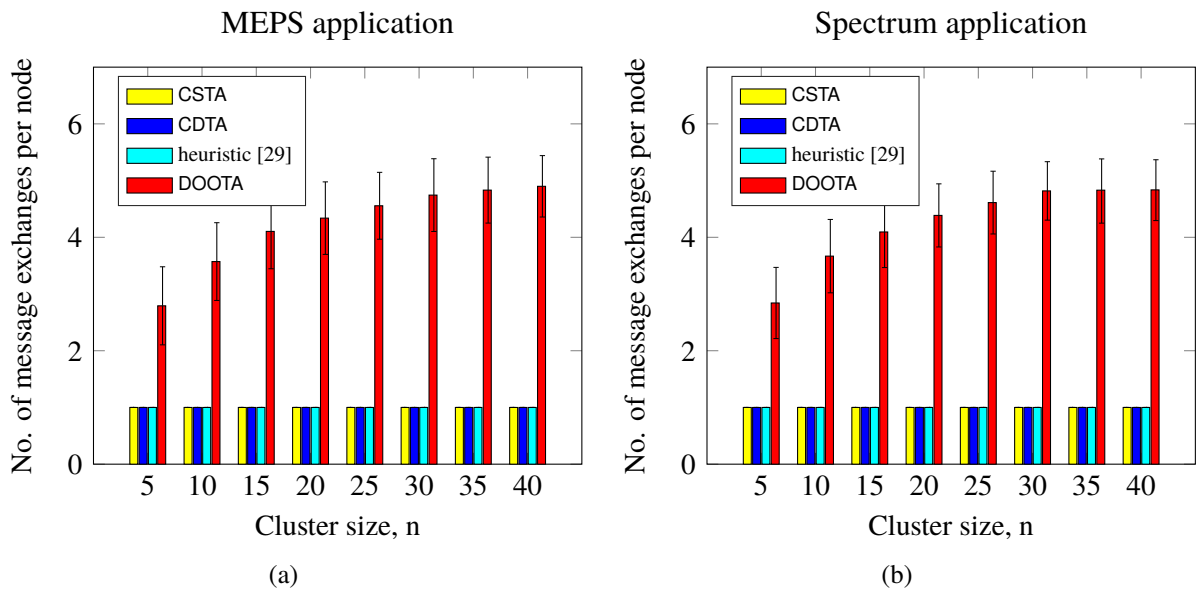 MEPS application
No. of message exchanges per node
6
4
2
0
CSTA
CDTA
heuristic [29]
DOOTA
5 10 15 20 25 30 35 40
Cluster size, n
(a)
Spectrum application
No. of message exchanges per node
6
4
2
0
CSTA
CDTA
heuristic [29]
DOOTA
5 10 15 20 25 30 35 40
Cluster size, n
(b)